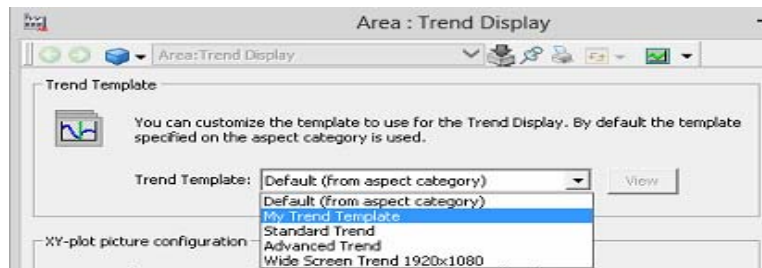 Area : Trend Display
Area:Trend Display
Trend Template
You can customize the template to use for the Trend Display. By default the template
specified on the aspect category is used.
Trend Template: Default (from aspect category) View
Default (from aspect category)
My Trend Template
Standard Trend
Advanced Trend
Wide Screen Trend 1920x1080
XY-plot picture configuration